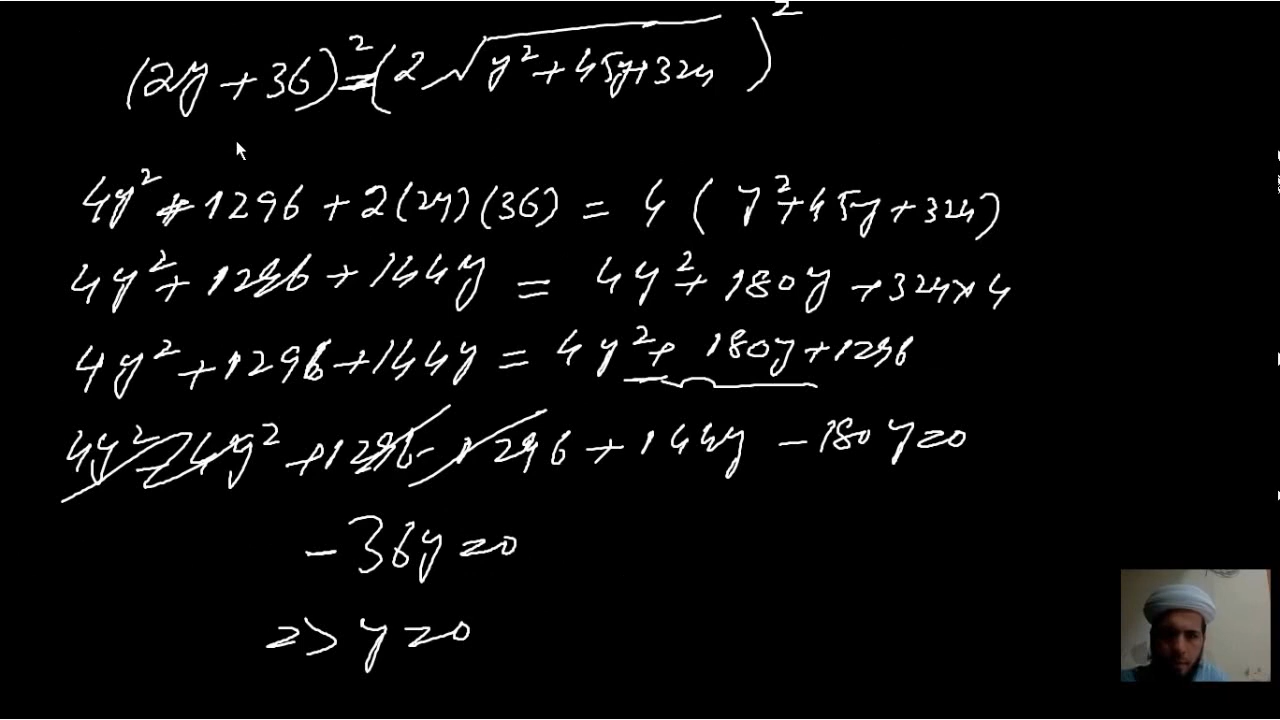 (2y + 36)² = (2 √(y² + 45y + 324))²
4y² + 1296 + 2(2y)(36) = 4 (y² + 45y + 324)
4y² + 1296 + 144y = 4y² + 180y + 324 × 4
4y² + 1296 + 144y = 4y² + 180y + 1296
4y² - 4y² + 1296 - 1296 + 144y - 180y = 0
- 36y = 0
=> y = 0